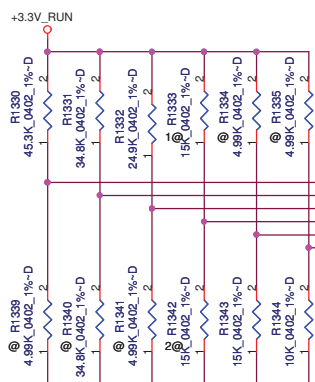 +3.3V_RUN
2
R1330
45.3K_0402_1%~D
1
2
R1331
34.8K_0402_1%~D
1
2
R1332
24.9K_0402_1%~D
1
2
1@
R1333
15K_0402_1%~D
1
2
@
R1334
4.99K_0402_1%~D
1
2
@
R1335
4.99K_0402_1%~D
1
2
@
R1339
4.99K_0402_1%~D
1
2
@
R1340
34.8K_0402_1%~D
1
2
@
R1341
4.99K_0402_1%~D
1
2
2@
R1342
15K_0402_1%~D
1
2
R1343
15K_0402_1%~D
1
2
R1344
10K_0402_1%~D
1